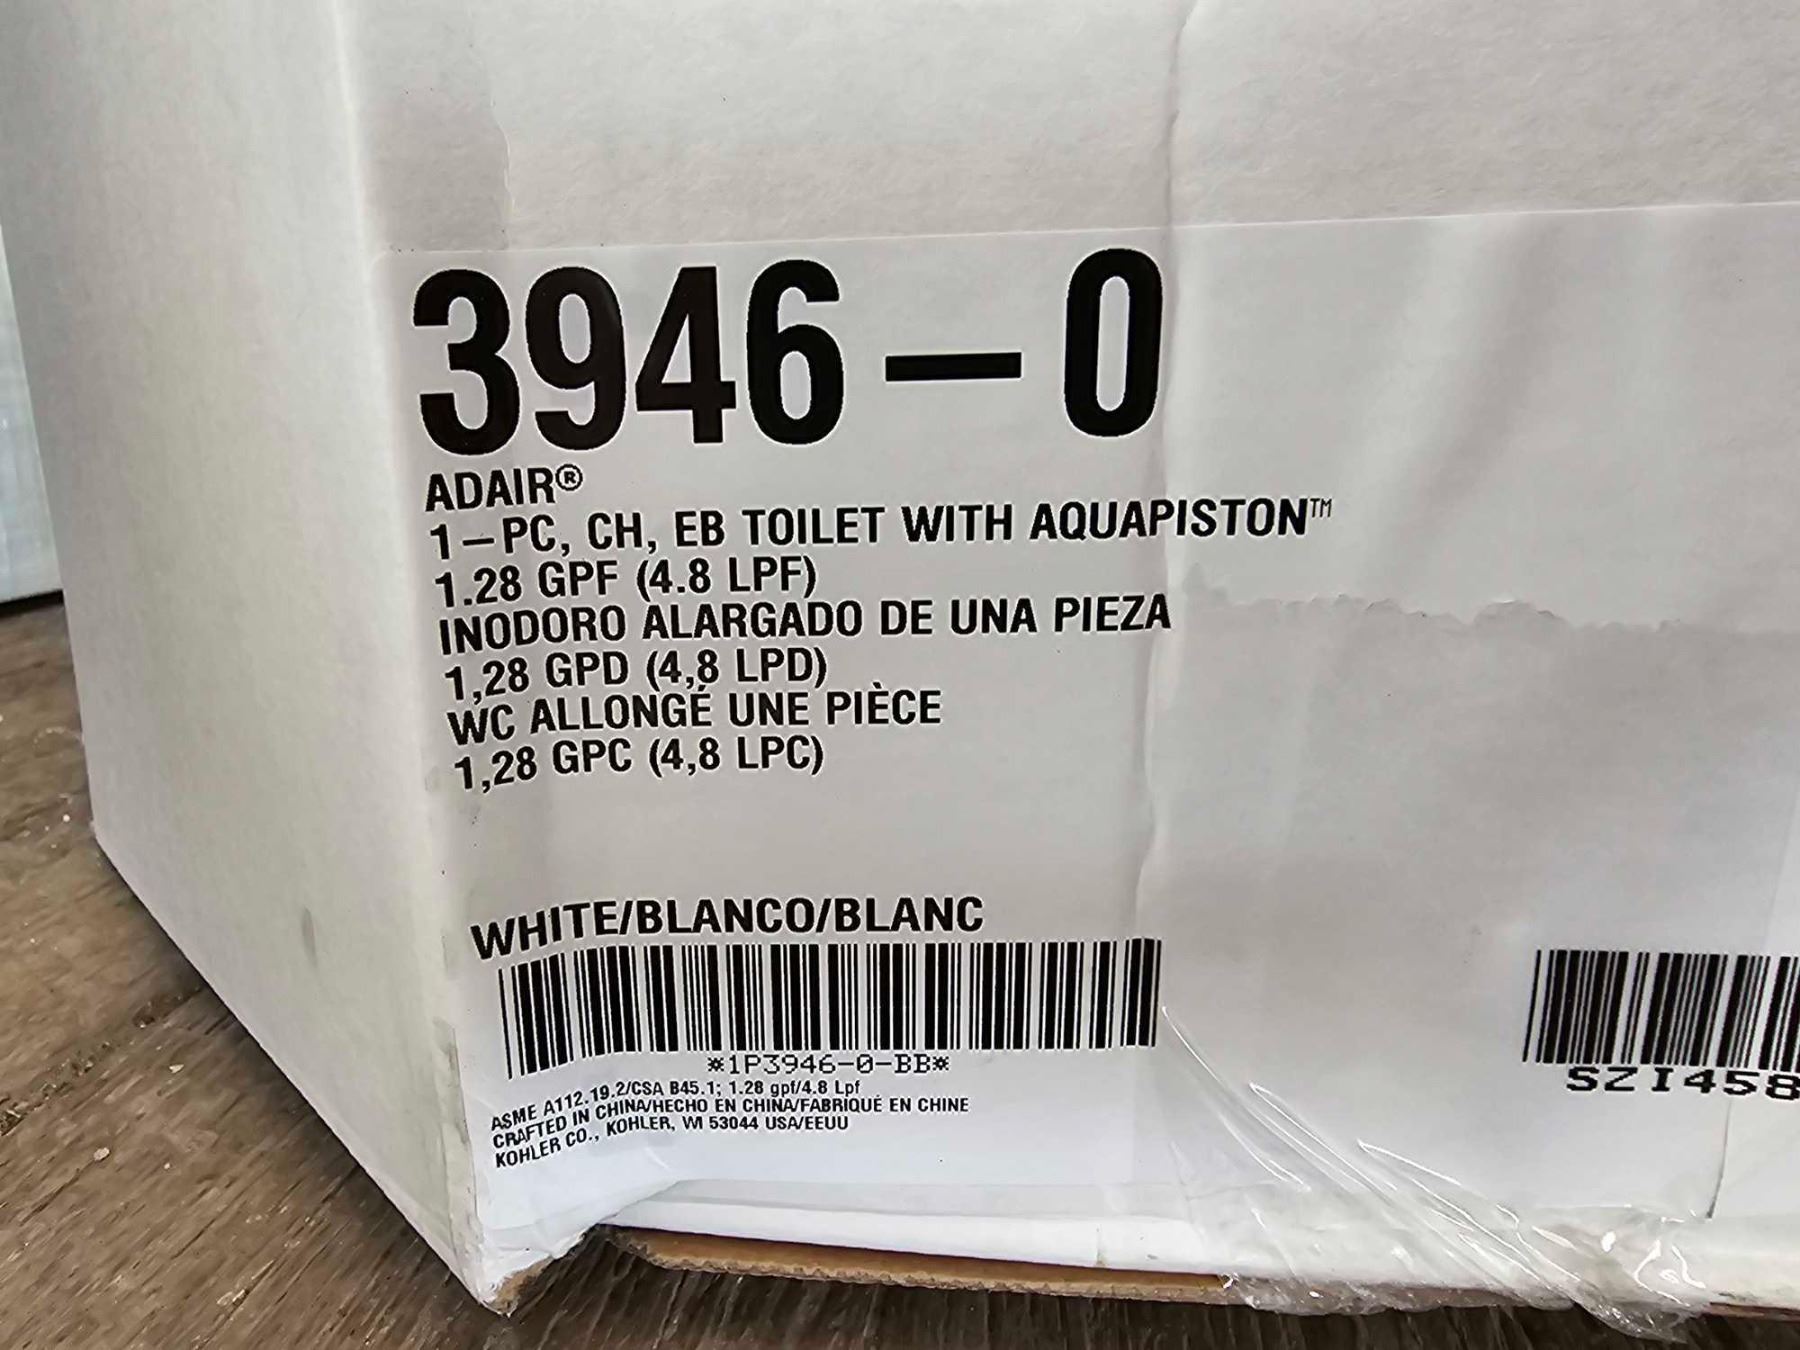 3946-0
ADAIR®
1-PC, CH, EB TOILET WITH AQUAPISTON™
1.28 GPF (4.8 LPF)
INODORO ALARGADO DE UNA PIEZA
1,28 GPD (4,8 LPD)
WC ALLONGÉ UNE PIÈCE
1,28 GPC (4,8 LPC)
WHITE/BLANCO/BLANC
*1P3946-0-BB*
ASME A112.19.2/CSA B45.1; 1.28 gpf/4.8 Lpf
CRAFTED IN CHINA/HECHO EN CHINA/FABRIQUÉ EN CHINE
KOHLER CO., KOHLER, WI 53044 USA/EEUU
SZI458